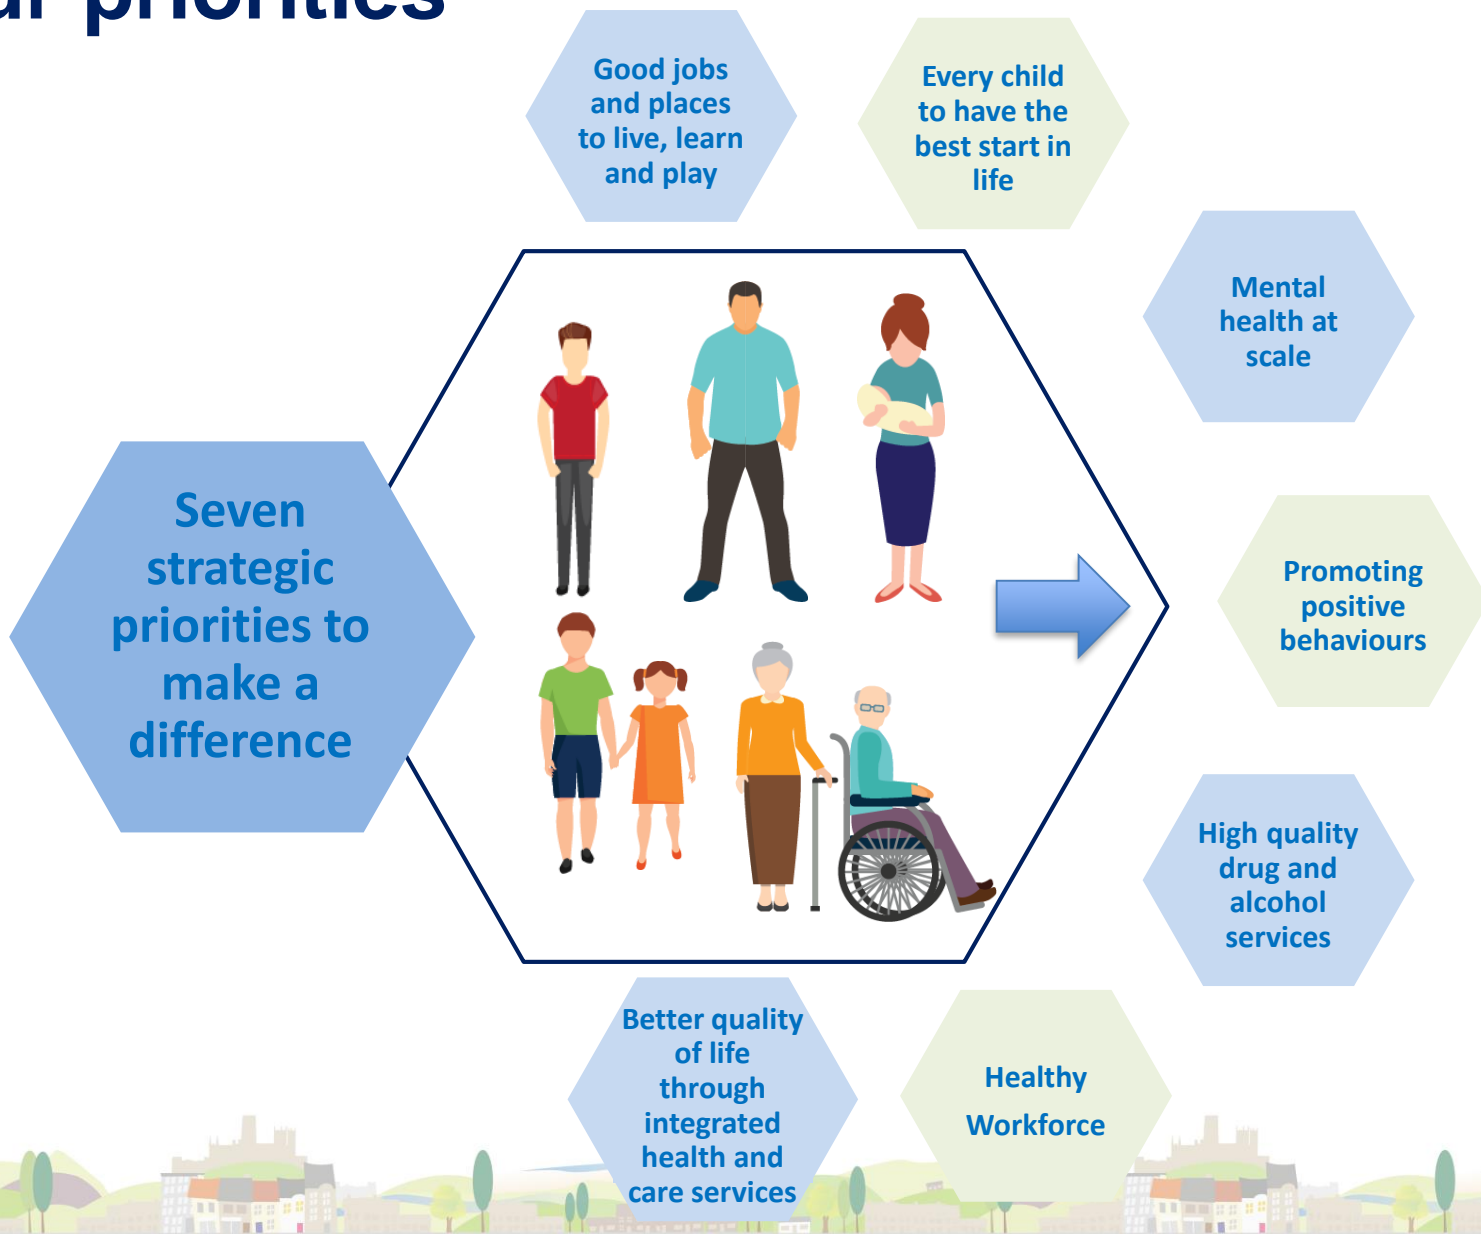 priorities
Good jobs
and places
to live, learn
and play
Every child
to have the
best start in
life
Mental
health at
scale
Seven
strategic
priorities to
make a
difference
Promoting
positive
behaviours
High quality
drug and
alcohol
services
Better quality
of life
through
integrated
health and
care services
Healthy
Workforce